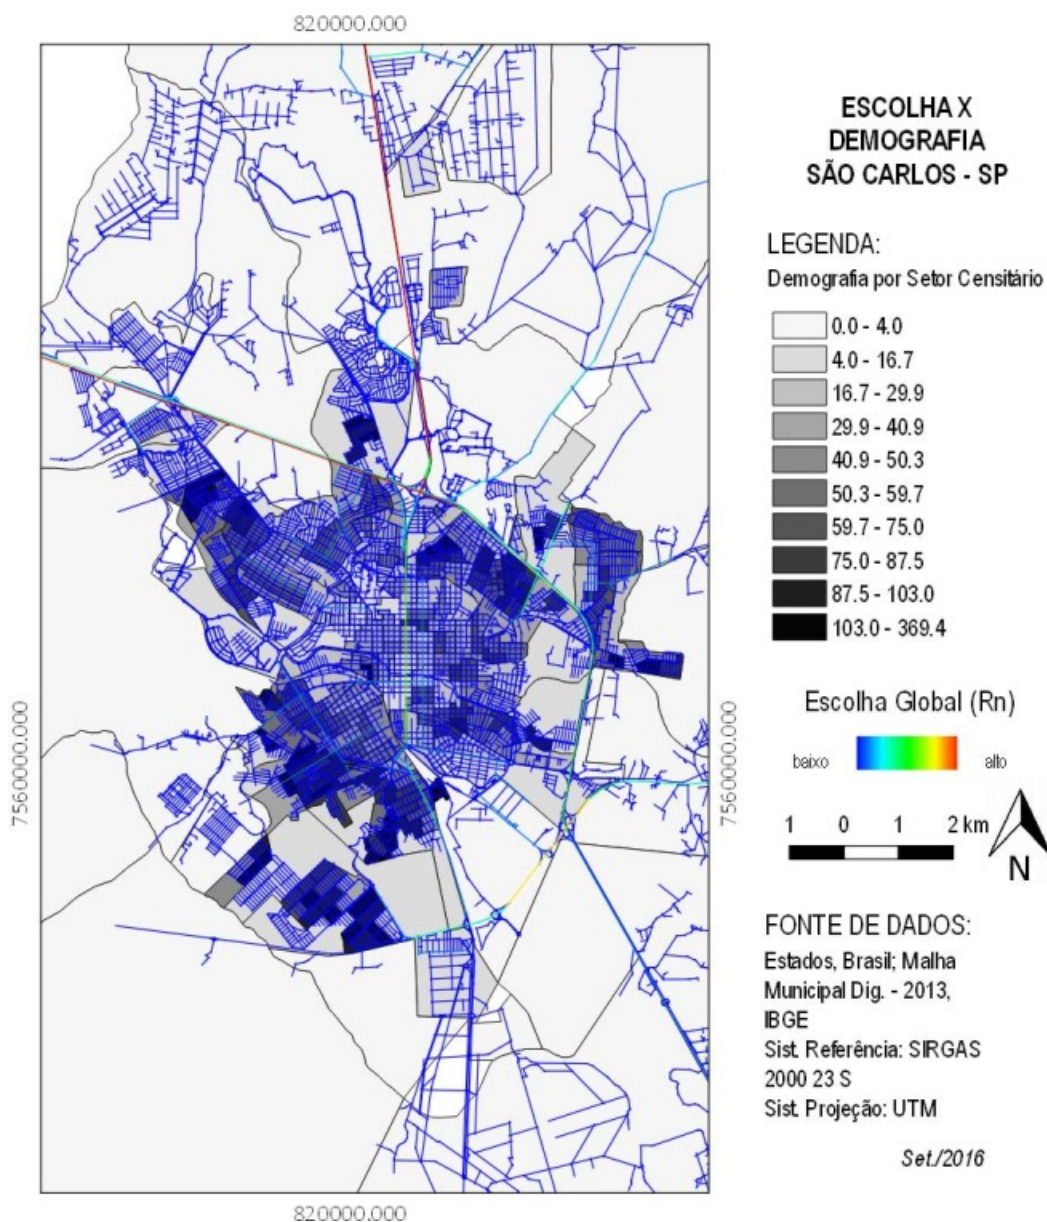 820000.000
ESCOLHA X
DEMOGRAFIA
SÃO CARLOS - SP
LEGENDA:
Demografia por Setor Censitário
0.0 - 4.0
4.0 - 16.7
16.7 - 29.9
29.9 - 40.9
40.9 - 50.3
50.3 - 59.7
59.7 - 75.0
75.0 - 87.5
87.5 - 103.0
103.0 - 369.4
Escolha Global (Rn)
baixo
alto
7560000.000
7560000.000
1 0 1 2 km
N
FONTE DE DADOS:
Estados, Brasil; Malha
Municipal Dig. - 2013,
IBGE
Sist. Referência: SIRGAS
2000 23 S
Sist. Projeção: UTM
Set./2016
820000.000